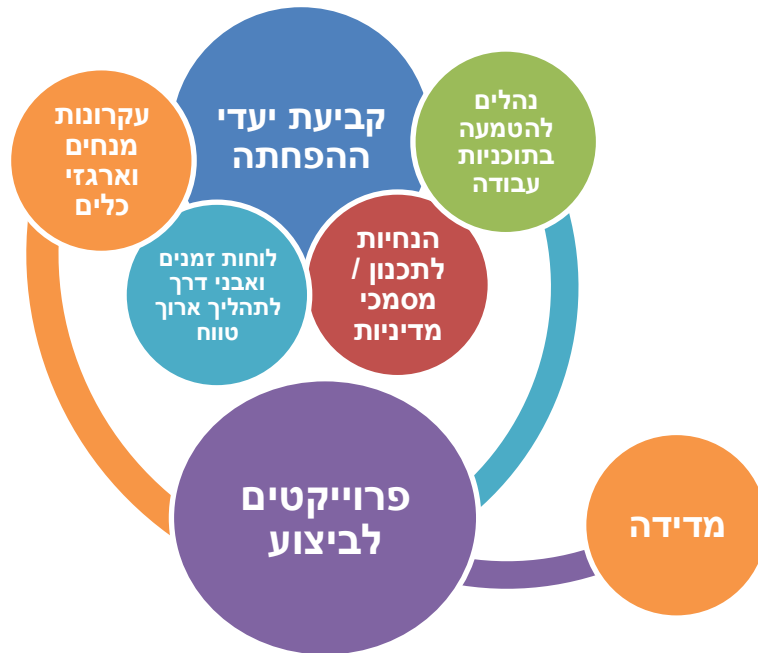 קביעת יעדי
ההפחתה
נהלים
להטמעה
בתוכניות
עבודה
עקרונות
מנחים
וארגזי
כלים
הנחיות
לתכנון /
מסמכי
מדיניות
לוחות זמנים
ואבני דרך
לתהליך ארוך
טווח
פרוייקטים
לביצוע
מדידה